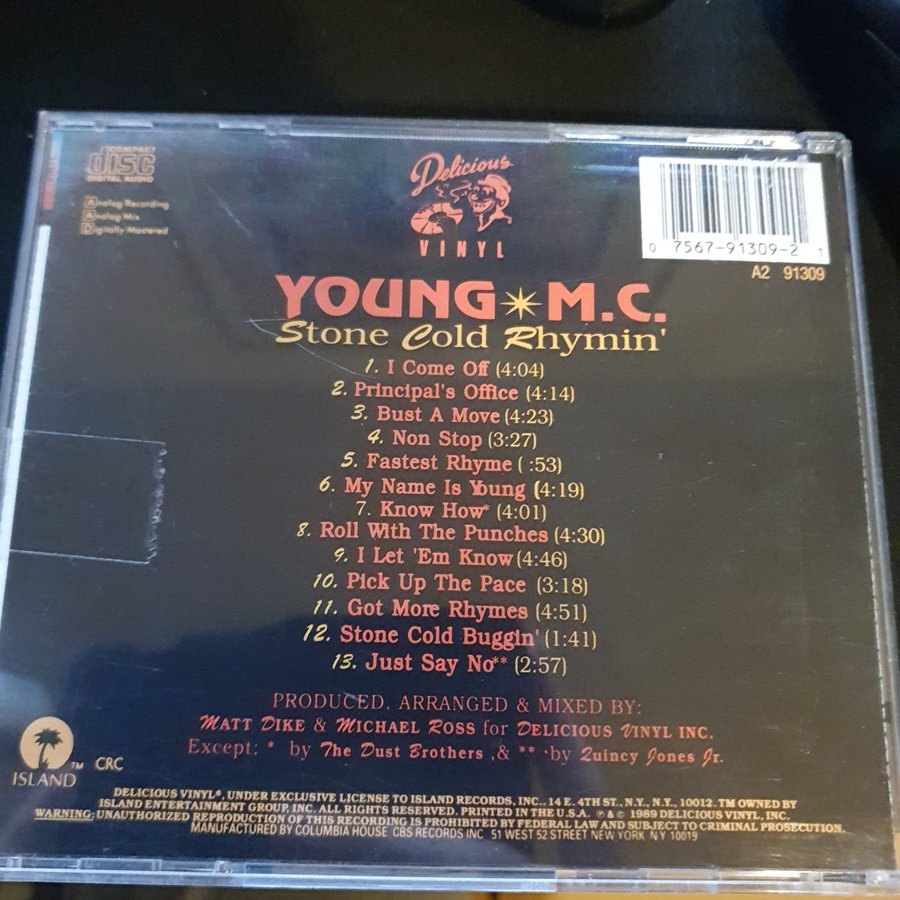 COMPACT
disc
DIGITAL AUDIO
Analog Recording
Analog Mix
Digitally Mastered
Delicious
VINYL
0 7567-91309-2 1
A2 91309
YOUNG M.C.
Stone Cold Rhymin'
1. I Come Off (4:04)
2. Principal's Office (4:14)
3. Bust A Move (4:23)
4. Non Stop (3:27)
5. Fastest Rhyme ( :53)
6. My Name Is Young (4:19)
7. Know How* (4:01)
8. Roll With The Punches (4:30)
9. I Let 'Em Know (4:46)
10. Pick Up The Pace (3:18)
11. Got More Rhymes (4:51)
12. Stone Cold Buggin' (1:41)
13. Just Say No** (2:57)
PRODUCED, ARRANGED & MIXED BY:
MATT DIKE & MICHAEL ROSS for DELICIOUS VINYL INC.
Except: * by The Dust Brothers ,& ** by Quincy Jones Jr.
ISLAND TM CRC
DELICIOUS VINYL®, UNDER EXCLUSIVE LICENSE TO ISLAND RECORDS, INC., 14 E. 4TH ST., N.Y., N.Y., 10012. TM OWNED BY
ISLAND ENTERTAINMENT GROUP, INC. ALL RIGHTS RESERVED. PRINTED IN THE U.S.A. ℗ & © 1989 DELICIOUS VINYL, INC.
WARNING: UNAUTHORIZED REPRODUCTION OF THIS RECORDING IS PROHIBITED BY FEDERAL LAW AND SUBJECT TO CRIMINAL PROSECUTION.
MANUFACTURED BY COLUMBIA HOUSE CBS RECORDS INC 51 WEST 52 STREET NEW YORK NY 10019